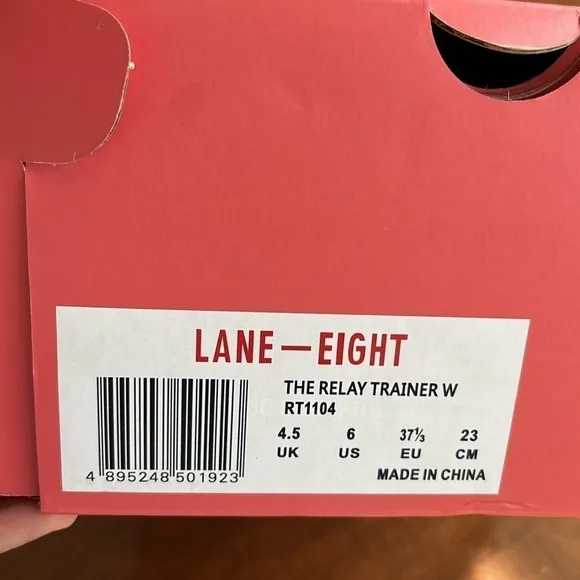 LANE—EIGHT
THE RELAY TRAINER W
RT1104
4.5 6 37⅓ 23
UK US EU CM
MADE IN CHINA
4 895248 501923